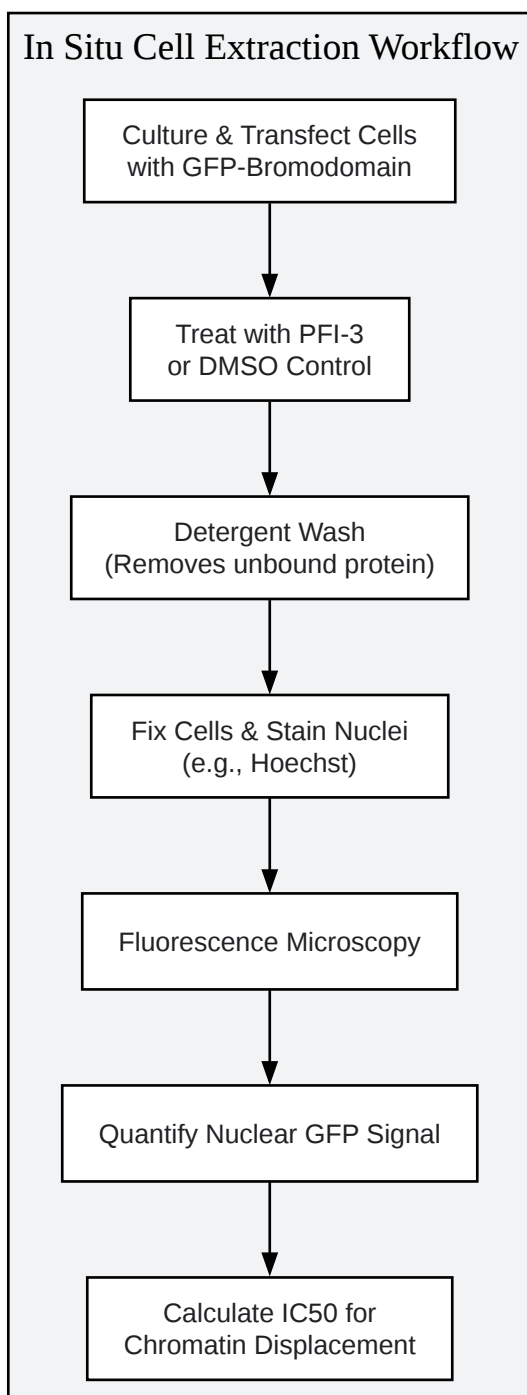 In Situ Cell Extraction Workflow
Culture & Transfect Cells
with GFP-Bromodomain
Treat with PFI-3
or DMSO Control
Detergent Wash
(Removes unbound protein)
Fix Cells & Stain Nuclei
(e.g., Hoechst)
Fluorescence Microscopy
Quantify Nuclear GFP Signal
Calculate IC50 for
Chromatin Displacement